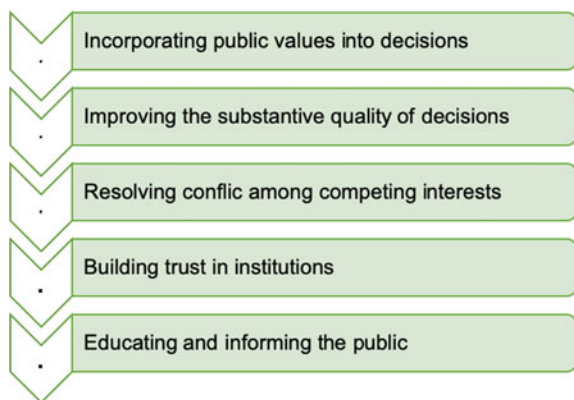 Incorporating public values into decisions
Improving the substantive quality of decisions
Resolving conflic among competing interests
Building trust in institutions
Educating and informing the public